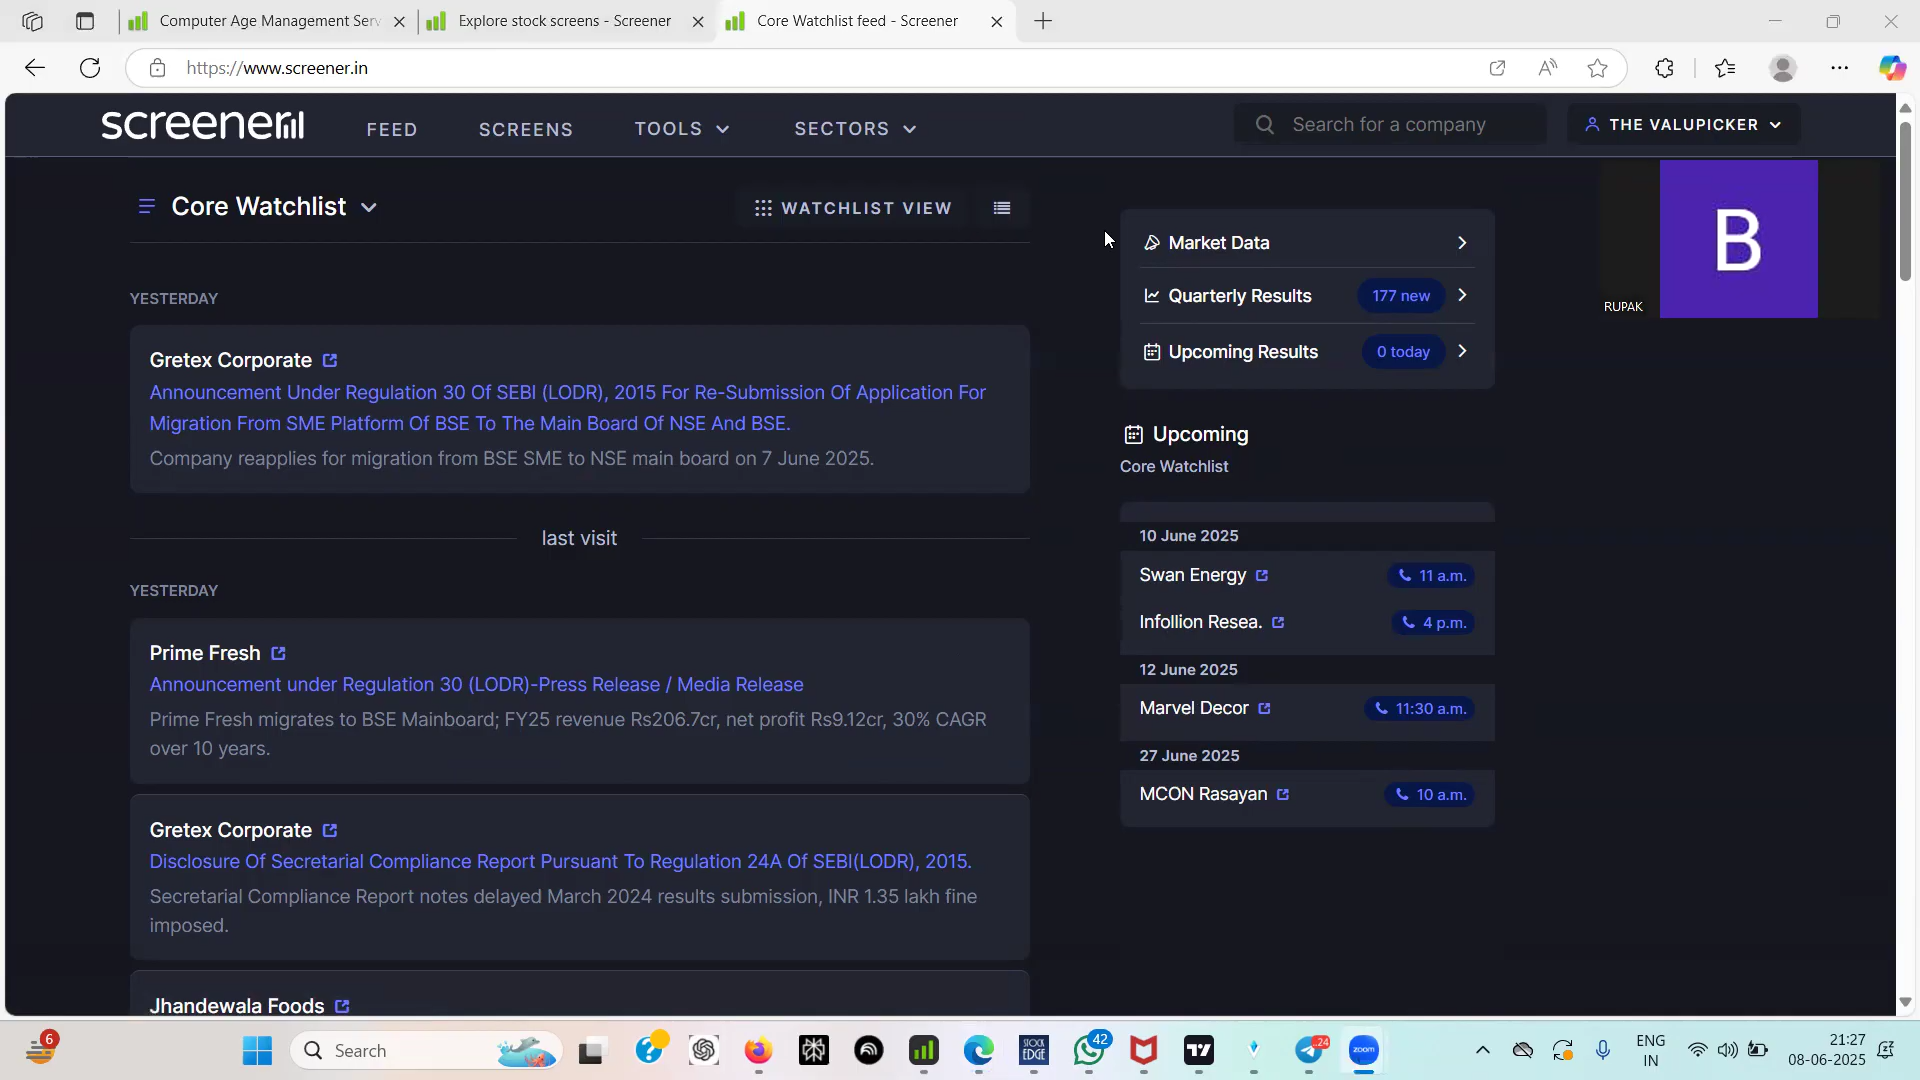 Computer Age Management Serv
Explore stock screens - Screener
Core Watchlist feed - Screener
https://www.screener.in
screener
FEED
SCREENS
TOOLS
SECTORS
Search for a company
THE VALUPICKER
Core Watchlist
WATCHLIST VIEW
YESTERDAY
Gretex Corporate
Announcement Under Regulation 30 Of SEBI (LODR), 2015 For Re-Submission Of Application For
Migration From SME Platform Of BSE To The Main Board Of NSE And BSE.
Company reapplies for migration from BSE SME to NSE main board on 7 June 2025.
last visit
YESTERDAY
Prime Fresh
Announcement under Regulation 30 (LODR)-Press Release / Media Release
Prime Fresh migrates to BSE Mainboard; FY25 revenue Rs206.7cr, net profit Rs9.12cr, 30% CAGR
over 10 years.
Gretex Corporate
Disclosure Of Secretarial Compliance Report Pursuant To Regulation 24A Of SEBI(LODR), 2015.
Secretarial Compliance Report notes delayed March 2024 results submission, INR 1.35 lakh fine
imposed.
Jhandewala Foods
Market Data
Quarterly Results 177 new
Upcoming Results 0 today
Upcoming
Core Watchlist
10 June 2025
Swan Energy 11 a.m.
Infollion Resea. 4 p.m.
12 June 2025
Marvel Decor 11:30 a.m.
27 June 2025
MCON Rasayan 10 a.m.
B
RUPAK
6
Search
STOCK
EDGE
42
24
zoom
ENG
IN
21:27
08-06-2025